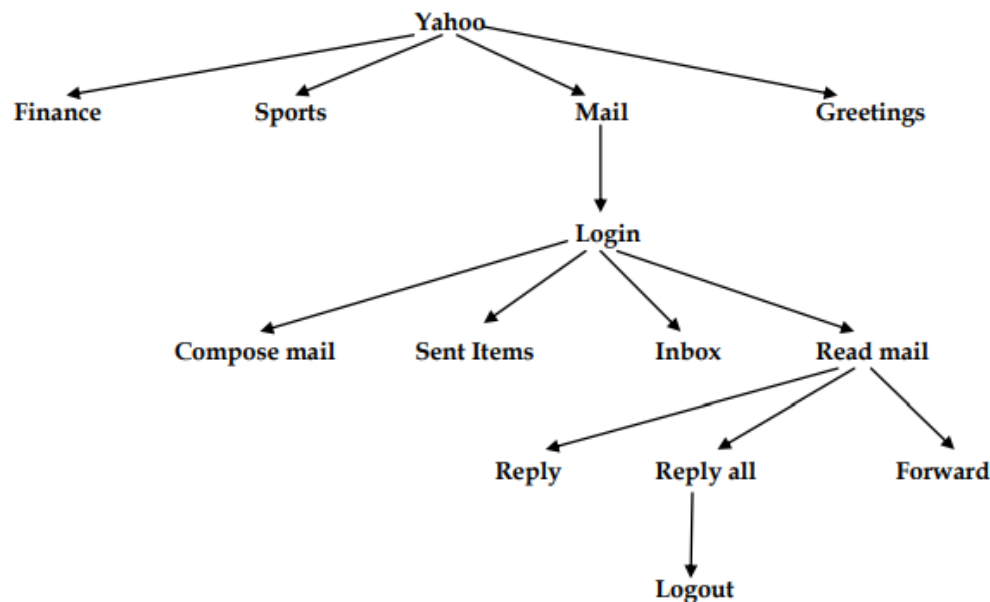 Yahoo
Finance Sports Mail Greetings
Login
Compose mail Sent Items Inbox Read mail
Reply Reply all Forward
Logout